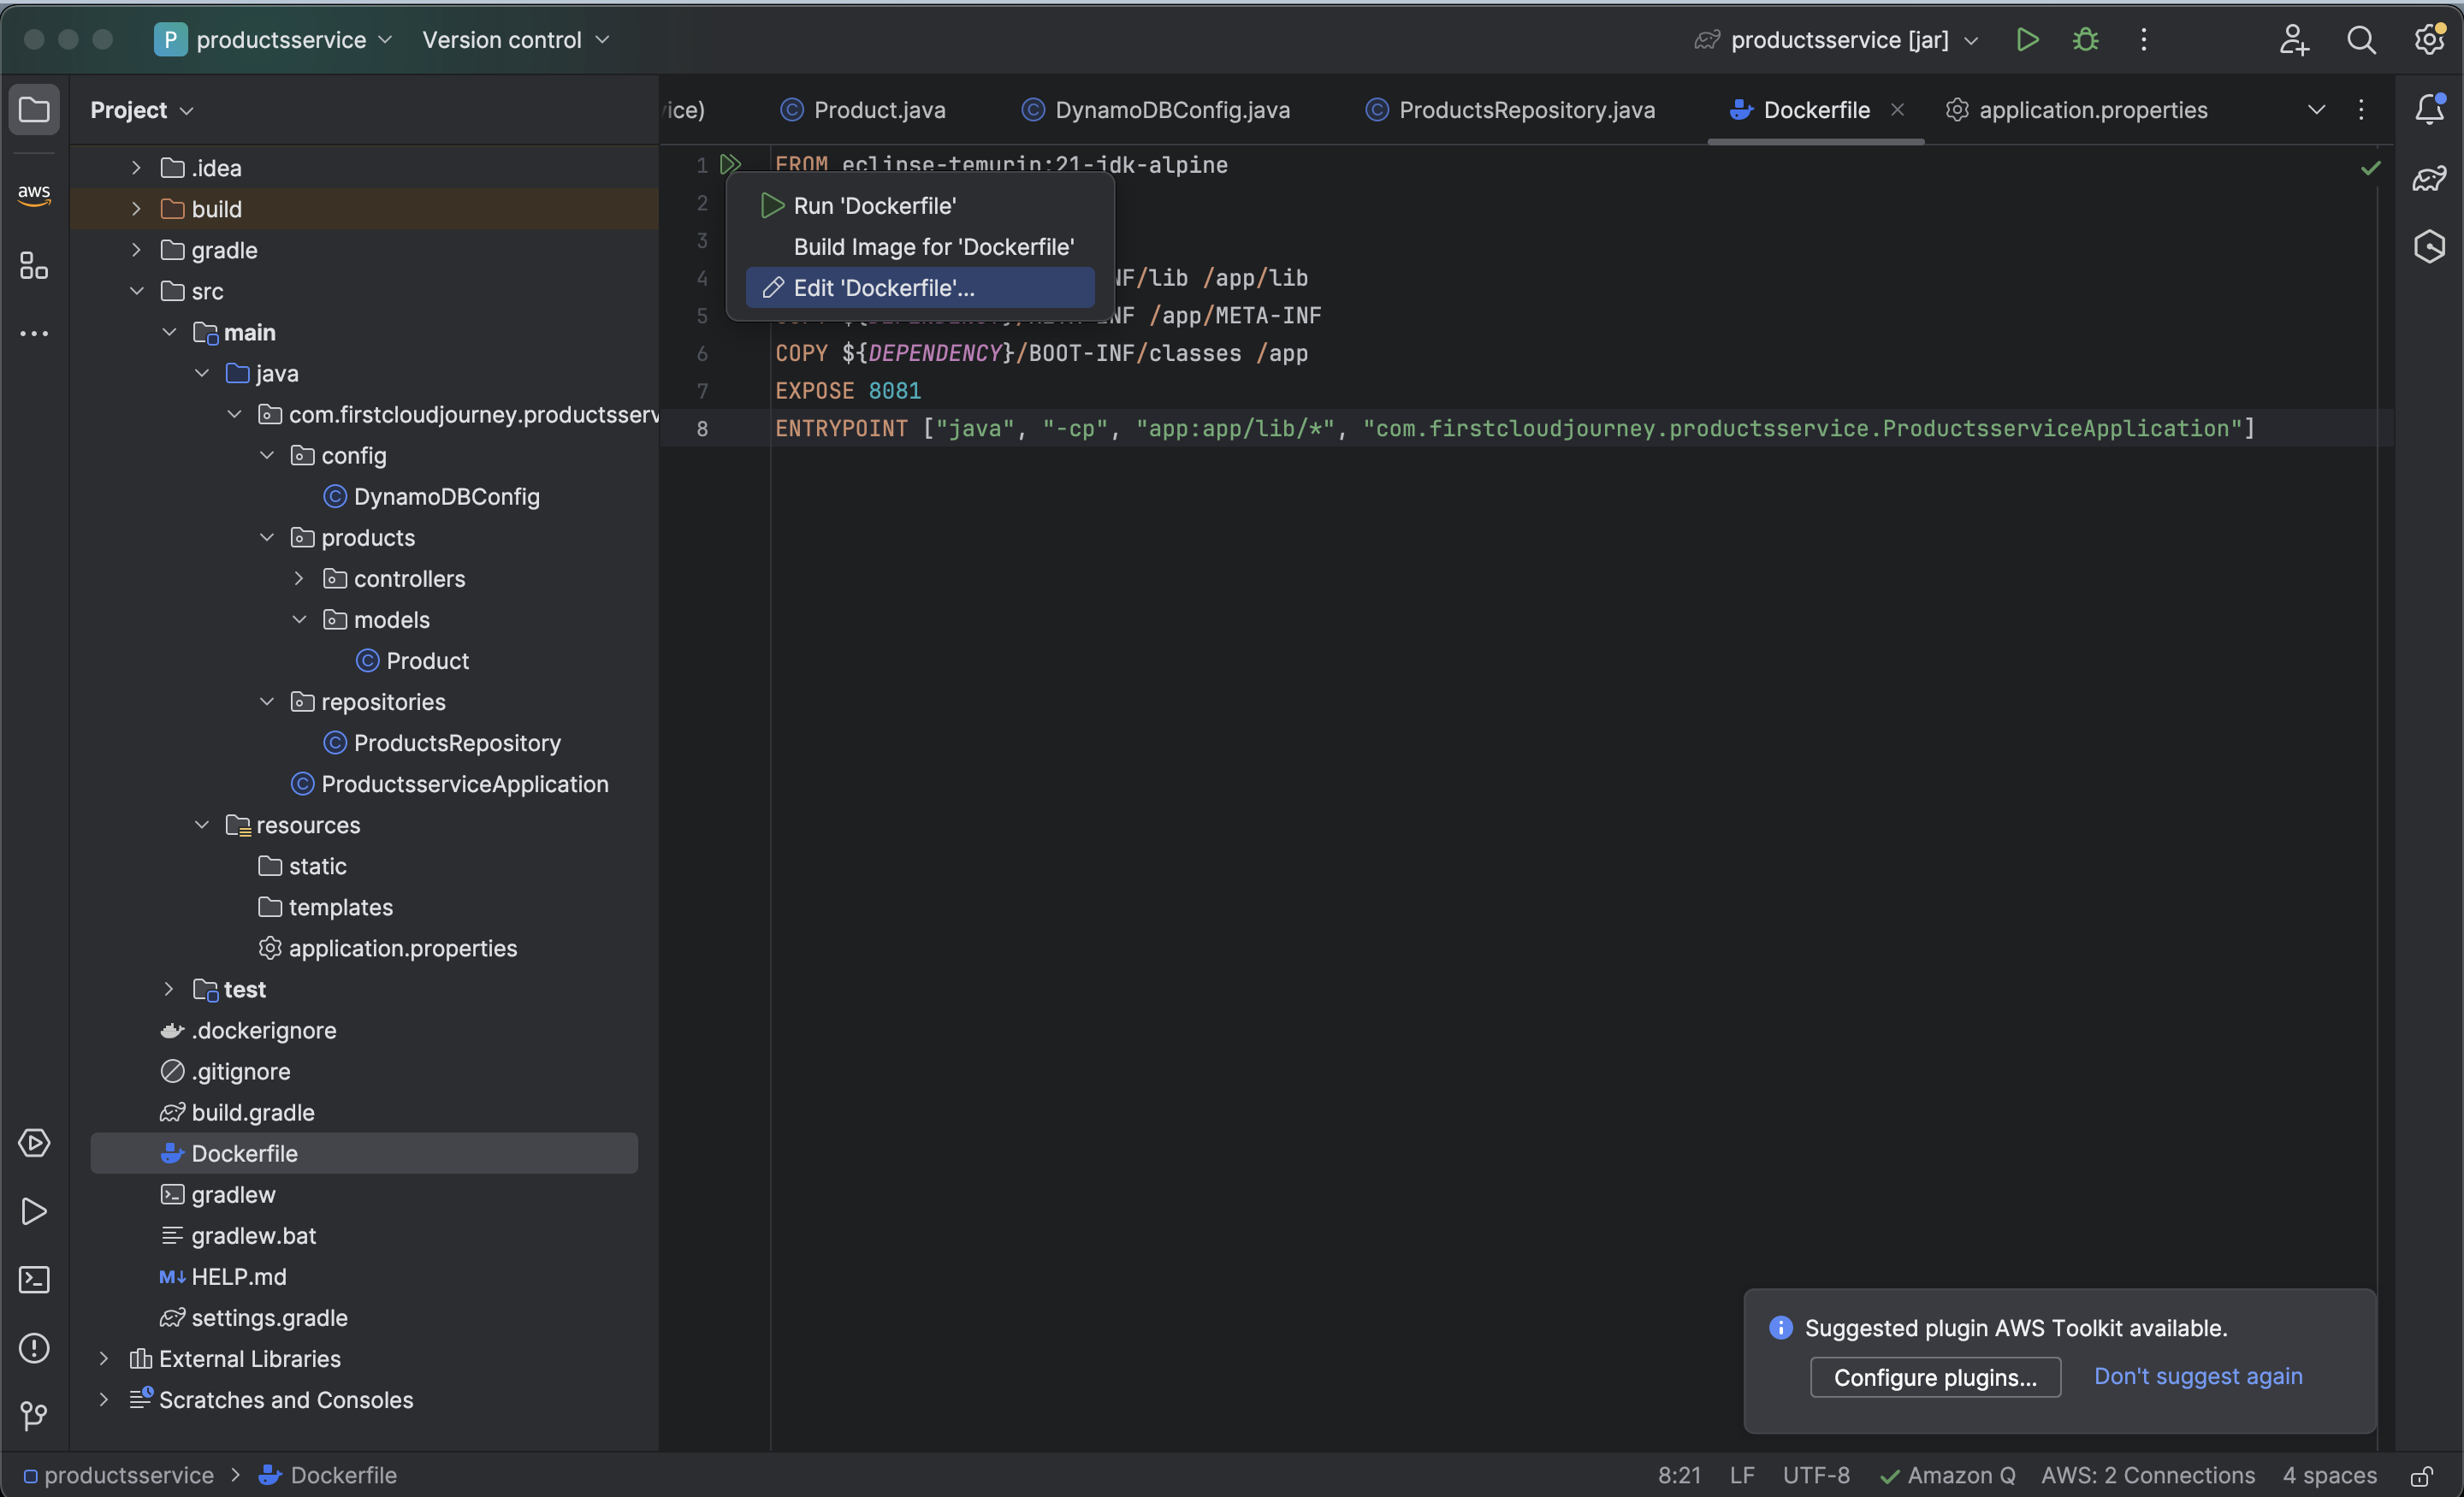 P productsservice Version control productsservice [jar]
Project
ice) Product.java DynamoDBConfig.java ProductsRepository.java Dockerfile application.properties
aws
.idea
build
gradle
src
main
java
com.firstcloudjourney.productsserv
config
DynamoDBConfig
products
controllers
models
Product
repositories
ProductsRepository
ProductsserviceApplication
resources
static
templates
application.properties
test
.dockerignore
.gitignore
build.gradle
Dockerfile
gradlew
gradlew.bat
M↓ HELP.md
settings.gradle
External Libraries
Scratches and Consoles
1 FROM eclipse-temurin:21-jdk-alpine
2
3
4 NF/lib /app/lib
5 NF /app/META-INF
6 COPY ${DEPENDENCY}/BOOT-INF/classes /app
7 EXPOSE 8081
8 ENTRYPOINT ["java", "-cp", "app:app/lib/*", "com.firstcloudjourney.productsservice.ProductsserviceApplication"]
Run 'Dockerfile'
Build Image for 'Dockerfile'
Edit 'Dockerfile'...
Suggested plugin AWS Toolkit available.
Configure plugins... Don't suggest again
productsservice > Dockerfile 8:21 LF UTF-8 Amazon Q AWS: 2 Connections 4 spaces